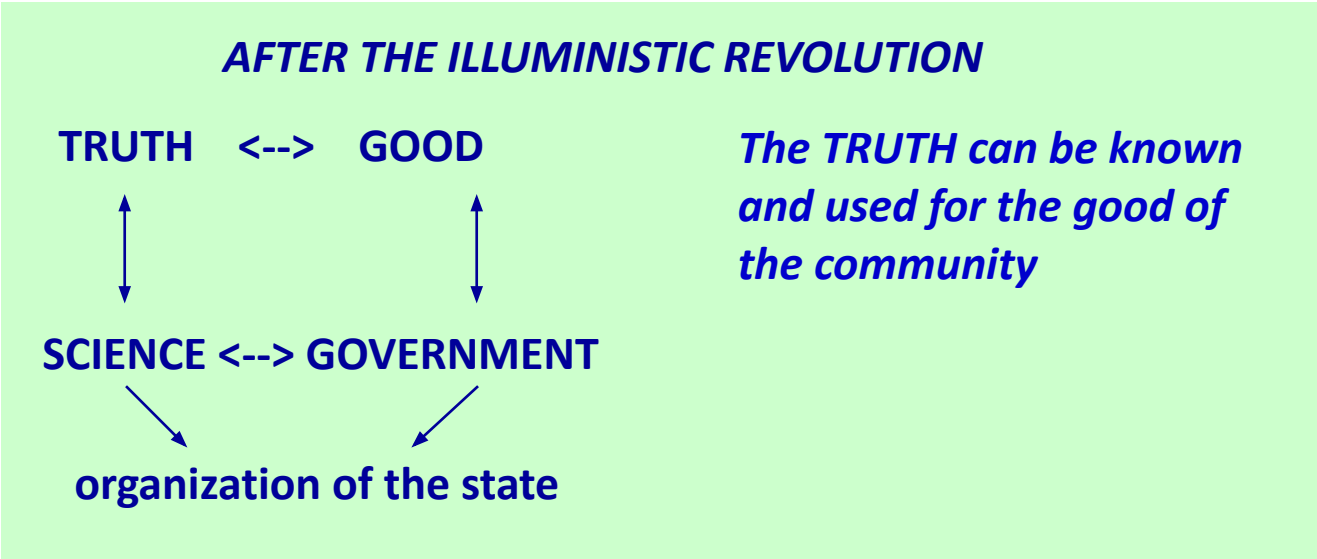 AFTER THE ILLUMINISTIC REVOLUTION
TRUTH <--> GOOD
The TRUTH can be known
and used for the good of
the community
SCIENCE <--> GOVERNMENT
organization of the state